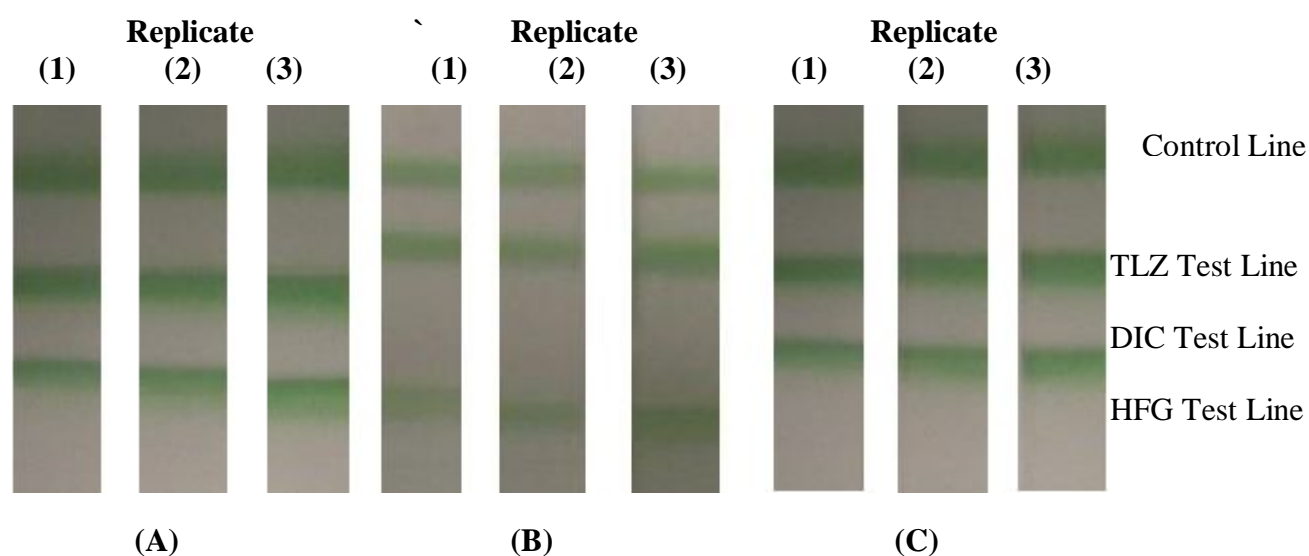 Replicate ` Replicate Replicate
(1) (2) (3) (1) (2) (3) (1) (2) (3)
Control Line
TLZ Test Line
DIC Test Line
HFG Test Line
(A) (B) (C)